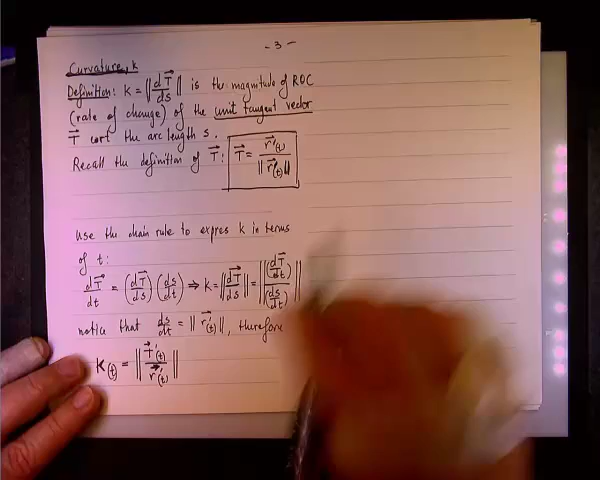 - 3 -
Curvature, k
Definition: k = ‖dT⃗/ds‖ is the magnitude of ROC
(rate of change) of the unit tangent vector
T⃗ wrt the arc length s.
Recall the definition of T⃗: T⃗ = r⃗'(t)/‖r⃗'(t)‖
Use the chain rule to expres k in terms
of t:
dT⃗/dt = (dT⃗/ds)(ds/dt) ⇒ k = ‖dT⃗/ds‖ = ‖(dT⃗/dt)/(ds/dt)‖
notice that ds/dt = ‖r⃗'(t)‖, therefore
K(t) = ‖T⃗'(t)/r⃗'(t)‖